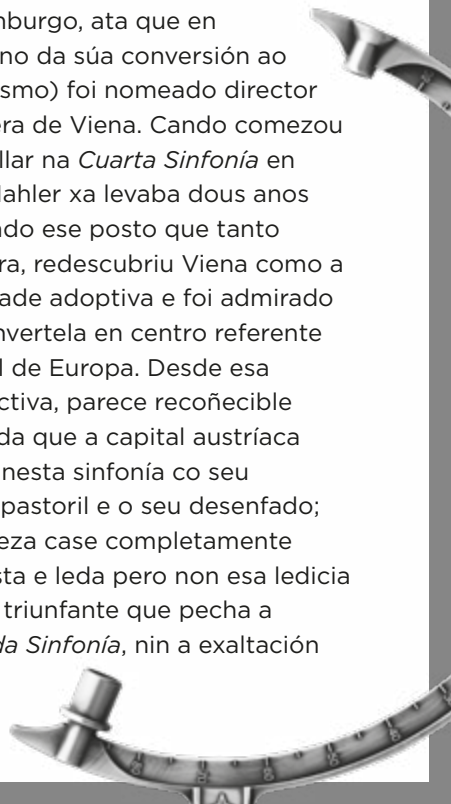 nburgo, ata que en
no da súa conversión ao
smo) foi nomeado director
era de Viena. Cando comezou
llar na Cuarta Sinfonía en
Mahler xa levaba dous anos
ndo ese posto que tanto
ra, redescubriu Viena como a
ade adoptiva e foi admirado
nvertela en centro referente
l de Europa. Desde esa
ctiva, parece recoñecible
da que a capital austríaca
nesta sinfonía co seu
pastoril e o seu desenfado;
eza case completamente
sta e leda pero non esa ledicia
triunfante que pecha a
da Sinfonía, nin a exaltación